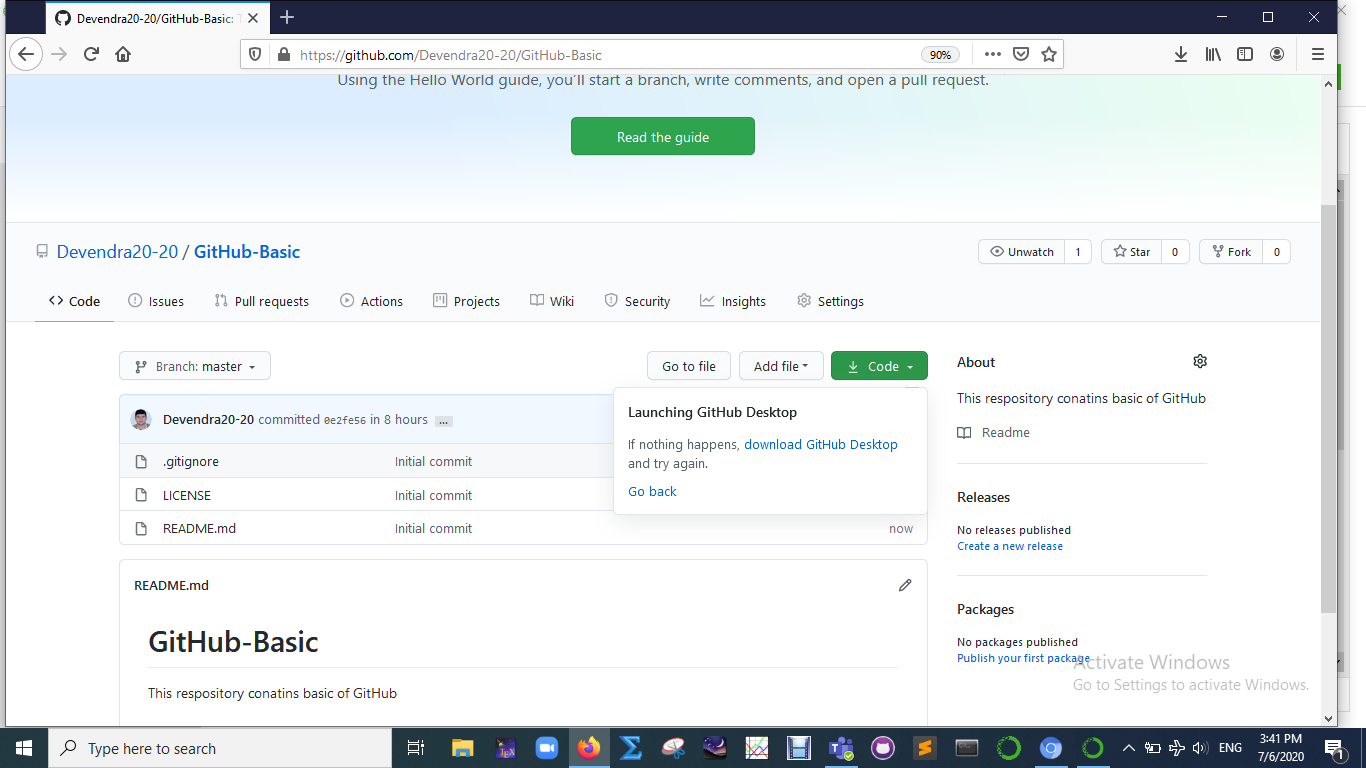 Devendra20-20/GitHub-Basic: T
https://github.com/Devendra20-20/GitHub-Basic
90%
Using the Hello World guide, you'll start a branch, write comments, and open a pull request.
Read the guide
Devendra20-20 / GitHub-Basic
Unwatch 1 Star 0 Fork 0
Code Issues Pull requests Actions Projects Wiki Security Insights Settings
Branch: master Go to file Add file Code
Launching GitHub Desktop
If nothing happens, download GitHub Desktop
and try again.
Go back
Devendra20-20 committed 0e2fe56 in 8 hours ...
.gitignore Initial commit
LICENSE Initial commit
README.md Initial commit now
README.md
GitHub-Basic
This respository conatins basic of GitHub
About
This respository conatins basic of GitHub
Readme
Releases
No releases published
Create a new release
Packages
No packages published
Publish your first package
Activate Windows
Go to Settings to activate Windows.
Type here to search
ENG
3:41 PM
7/6/2020
1